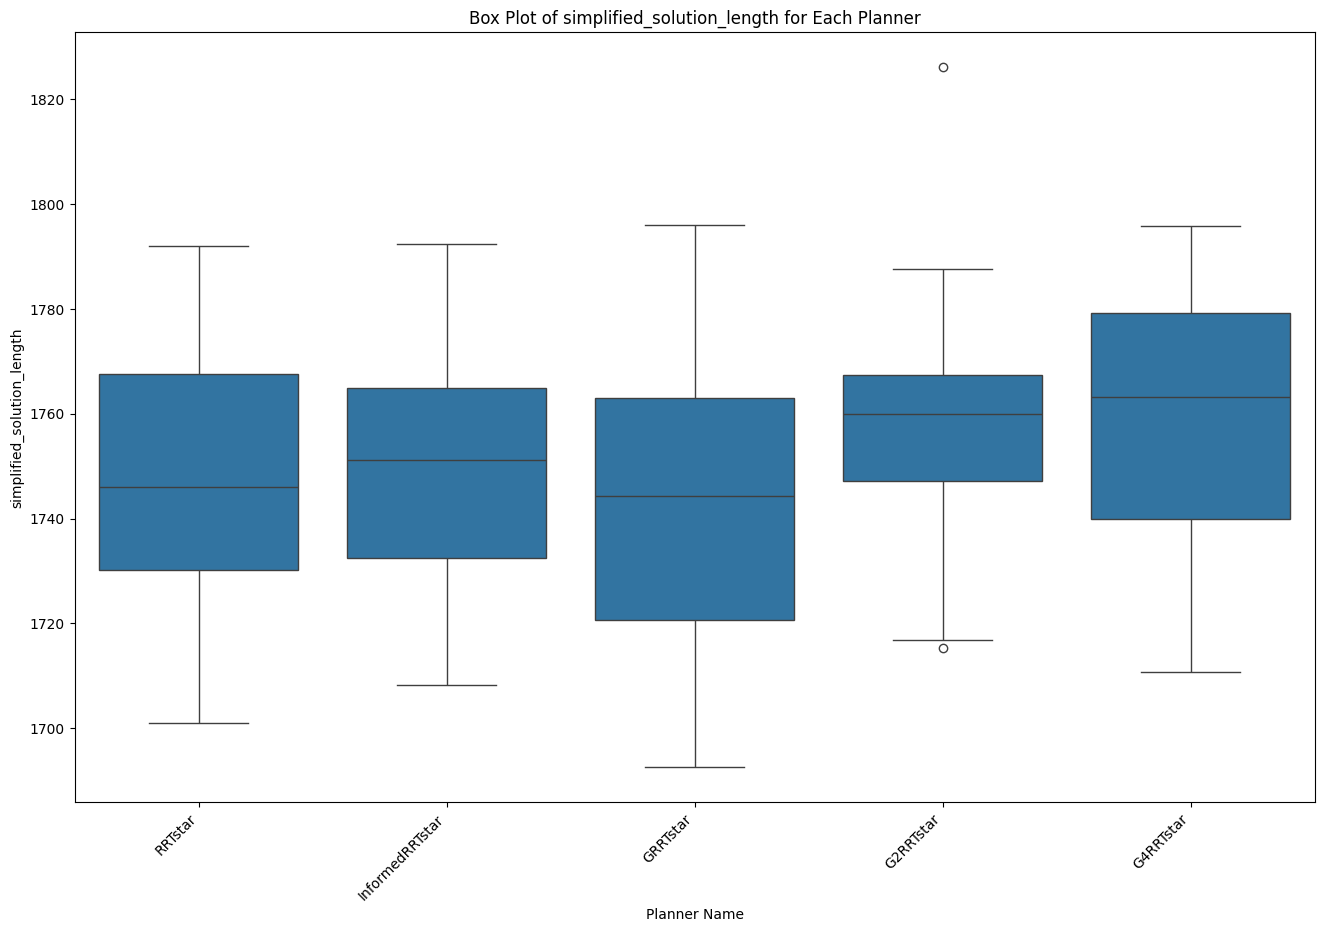 Box Plot of simplified_solution_length for Each Planner
simplified_solution_length
1820
1800
1780
1760
1740
1720
1700
RRTstar
InformedRRTstar
GRRTstar
G2RRTstar
G4RRTstar
Planner Name